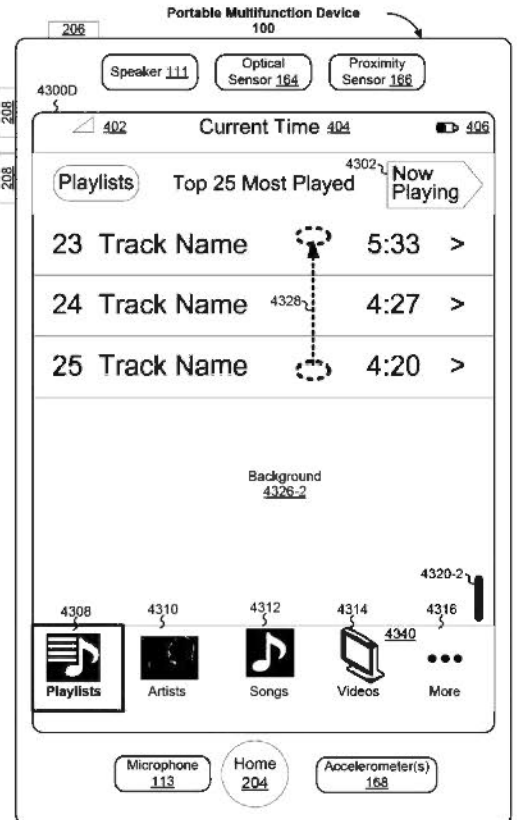 Portable Multifunction Device
100
206
Speaker 111
Optical
Sensor 164
Proximity
Sensor 166
4300D
208
208
402
Current Time 404
406
Playlists
Top 25 Most Played
4302
Now
Playing
23 Track Name 5:33 >
24 Track Name 4328 4:27 >
25 Track Name 4:20 >
Background
4326-2
4320-2
4308
4310
4312
4314
4316
4340
Playlists
Artists
Songs
Videos
More
Microphone
113
Home
204
Accelerometer(s)
168